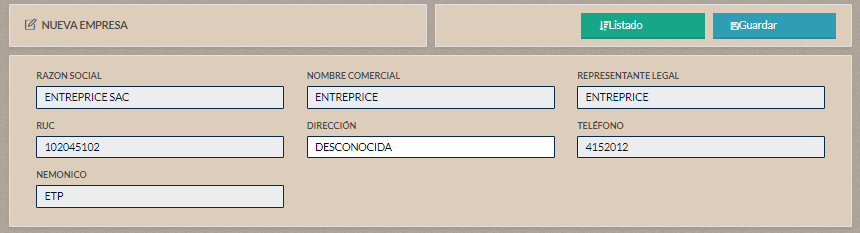 NUEVA EMPRESA
Listado
Guardar
RAZON SOCIAL
NOMBRE COMERCIAL
REPRESENTANTE LEGAL
ENTREPRICE SAC
ENTREPRICE
ENTREPRICE
RUC
DIRECCIÓN
TELÉFONO
102045102
DESCONOCIDA
4152012
NEMONICO
ETP